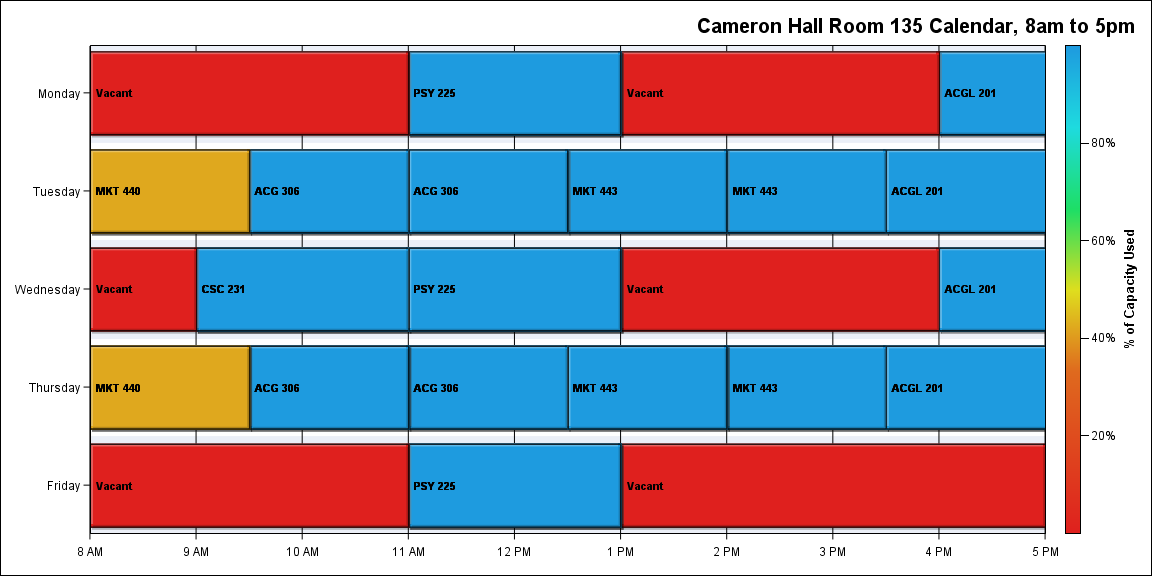 Cameron Hall Room 135 Calendar, 8am to 5pm
Monday
Vacant
PSY 225
Vacant
ACGL 201
Tuesday
MKT 440
ACG 306
ACG 306
MKT 443
MKT 443
ACGL 201
Wednesday
Vacant
CSC 231
PSY 225
Vacant
ACGL 201
Thursday
MKT 440
ACG 306
ACG 306
MKT 443
MKT 443
ACGL 201
Friday
Vacant
PSY 225
Vacant
8 AM
9 AM
10 AM
11 AM
12 PM
1 PM
2 PM
3 PM
4 PM
5 PM
80%
60%
40%
20%
% of Capacity Used